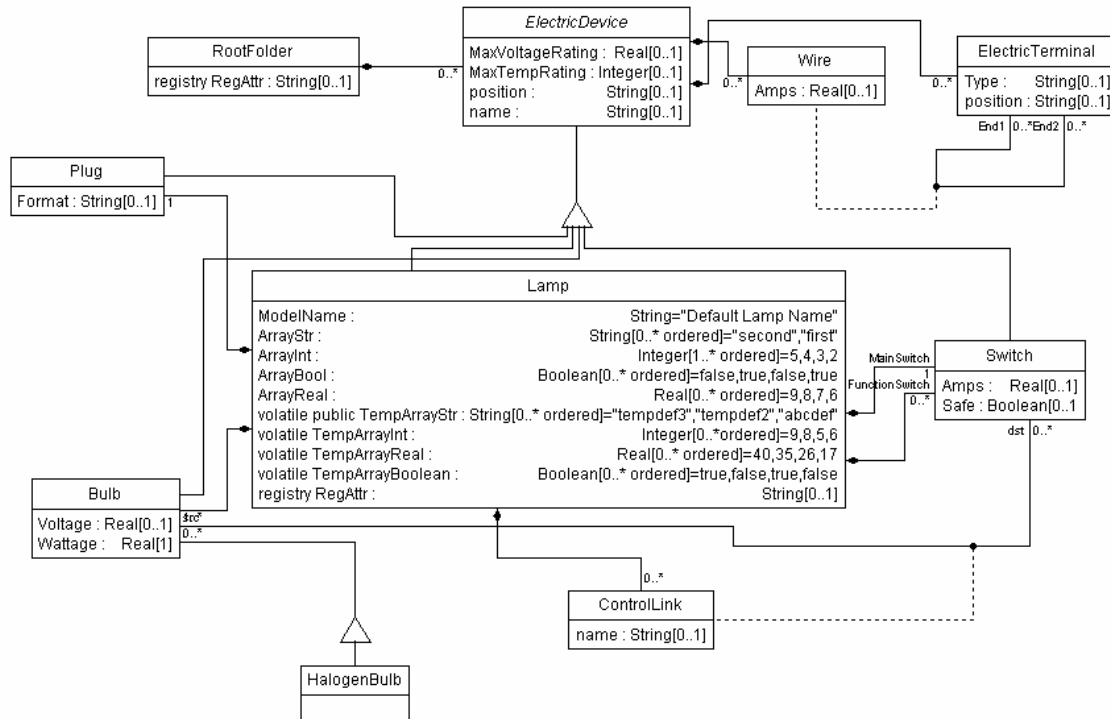 ElectricDevice
MaxVoltageRating : Real[0..1]
MaxTempRating : Integer[0..1]
position : String[0..1]
name : String[0..1]
RootFolder
registry RegAttr : String[0..1]
0..*
Wire
Amps : Real[0..1]
0..*
ElectricTerminal
Type : String[0..1]
position : String[0..1]
0..*
End1 0..* End2 0..*
Plug
Format : String[0..1]
1
Lamp
ModelName : String="Default Lamp Name"
ArrayStr : String[0..* ordered]="second","first"
ArrayInt : Integer[1..* ordered]=5,4,3,2
ArrayBool : Boolean[0..* ordered]=false,true,false,true
ArrayReal : Real[0..* ordered]=9,8,7,6
volatile public TempArrayStr : String[0..* ordered]="tempdef3","tempdef2","abcdef"
volatile TempArrayInt : Integer[0..*ordered]=9,8,5,6
volatile TempArrayReal : Real[0..* ordered]=40,35,26,17
volatile TempArrayBoolean : Boolean[0..* ordered]=true,false,true,false
registry RegAttr : String[0..1]
MainSwitch
1
FunctionSwitch
0..*
Switch
Amps : Real[0..1]
Safe : Boolean[0..1
dst 0..*
Bulb
Voltage : Real[0..1]
Wattage : Real[1]
src
0..*
0..*
ControlLink
name : String[0..1]
HalogenBulb